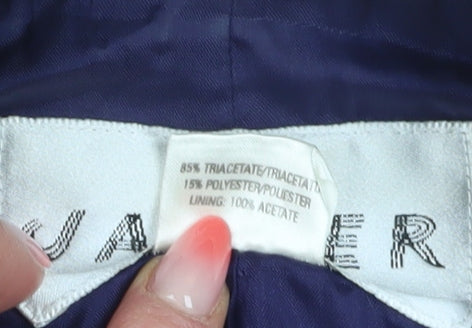 85% TRIACETATE/TRIACETAT
15% POLYESTER/POLIESTER
LINING: 100% ACETATE